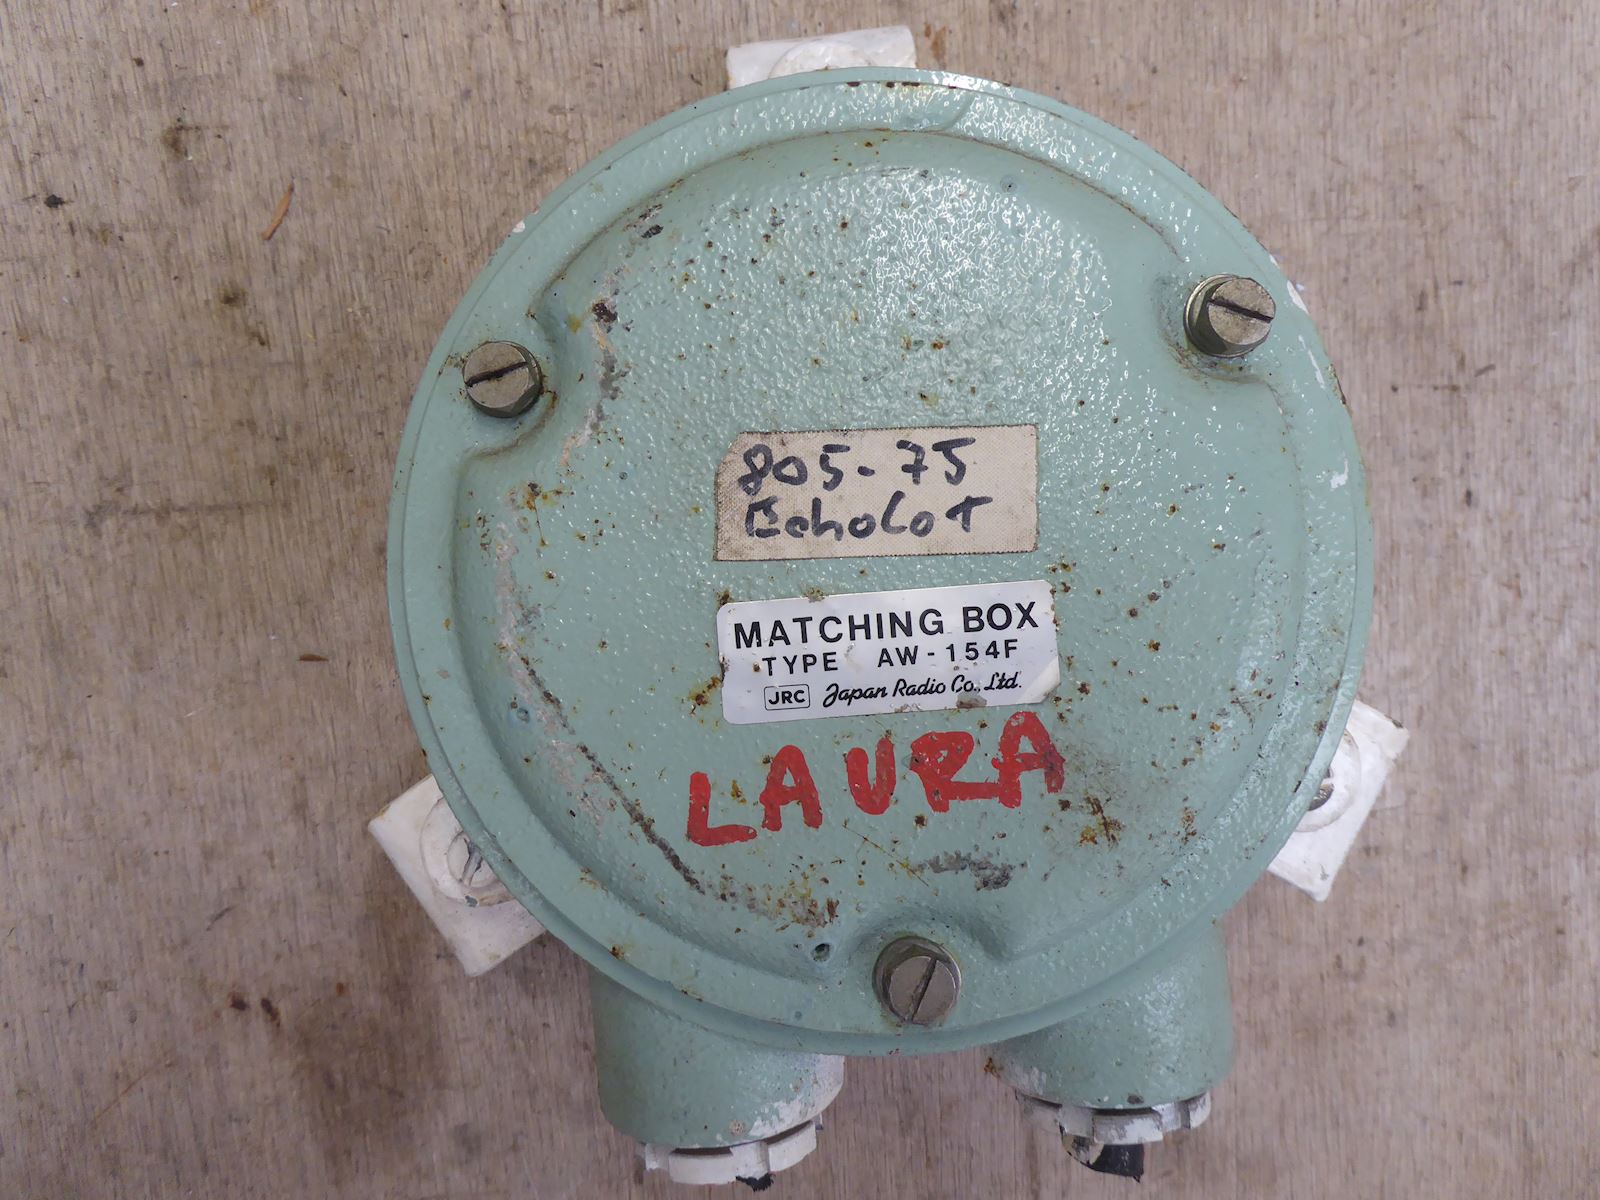 805-75
EchoLot
MATCHING BOX
TYPE AW-154F
JRC Japan Radio Co., Ltd.
LAURA